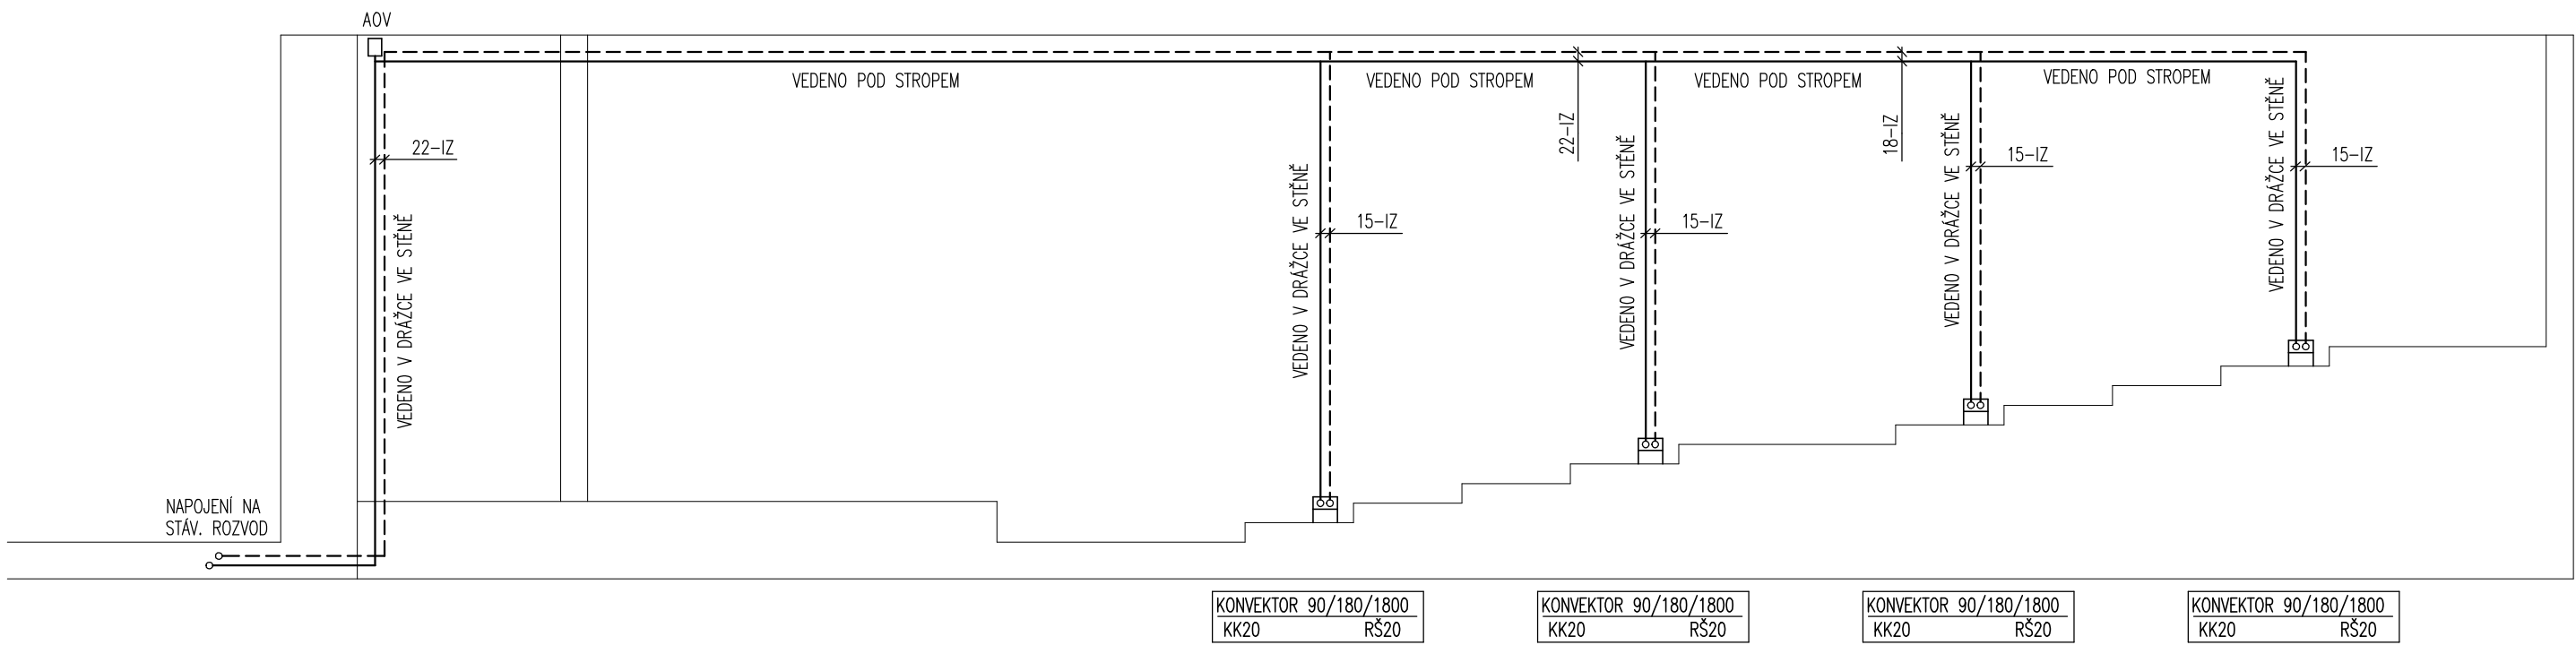 AOV
VEDENO POD STROPEM
VEDENO POD STROPEM
VEDENO POD STROPEM
VEDENO POD STROPEM
22-IZ
VEDENO V DRÁŽCE VE STĚNĚ
VEDENO V DRÁŽCE VE STĚNĚ
15-IZ
22-IZ
VEDENO V DRÁŽCE VE STĚNĚ
15-IZ
18-IZ
VEDENO V DRÁŽCE VE STĚNĚ
15-IZ
VEDENO V DRÁŽCE VE STĚNĚ
15-IZ
NAPOJENÍ NA
STÁV. ROZVOD
KONVEKTOR 90/180/1800
KK20 RŠ20
KONVEKTOR 90/180/1800
KK20 RŠ20
KONVEKTOR 90/180/1800
KK20 RŠ20
KONVEKTOR 90/180/1800
KK20 RŠ20